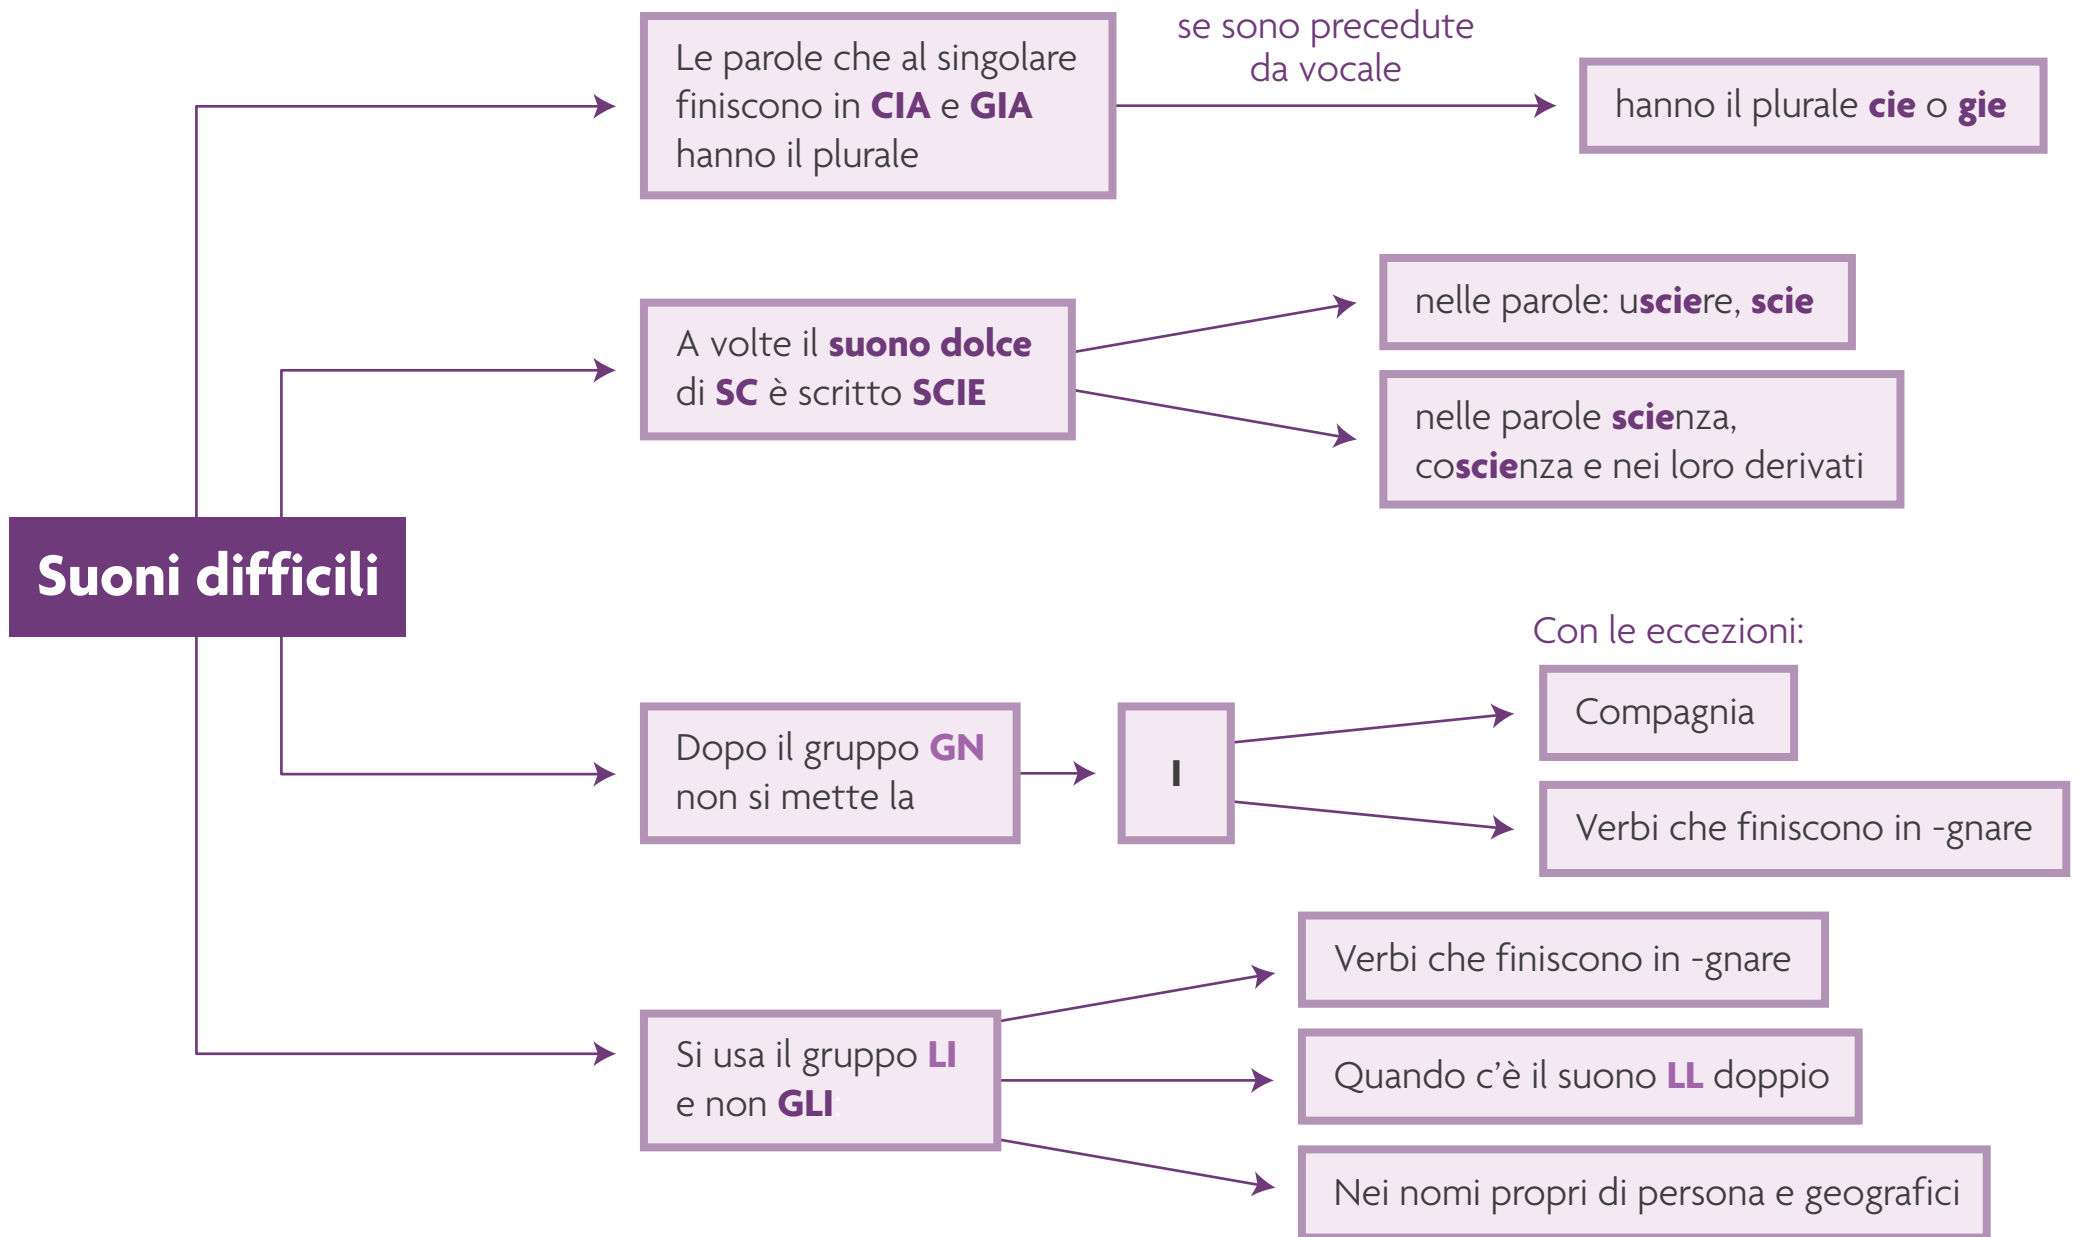 Suoni difficili
Le parole che al singolare
finiscono in CIA e GIA
hanno il plurale
se sono precedute
da vocale
hanno il plurale cie o gie
A volte il suono dolce
di SC è scritto SCIE
nelle parole: usciere, scie
nelle parole scienza,
coscienza e nei loro derivati
Dopo il gruppo GN
non si mette la
I
Con le eccezioni:
Compagnia
Verbi che finiscono in -gnare
Si usa il gruppo LI
e non GLI
Verbi che finiscono in -gnare
Quando c’è il suono LL doppio
Nei nomi propri di persona e geografici